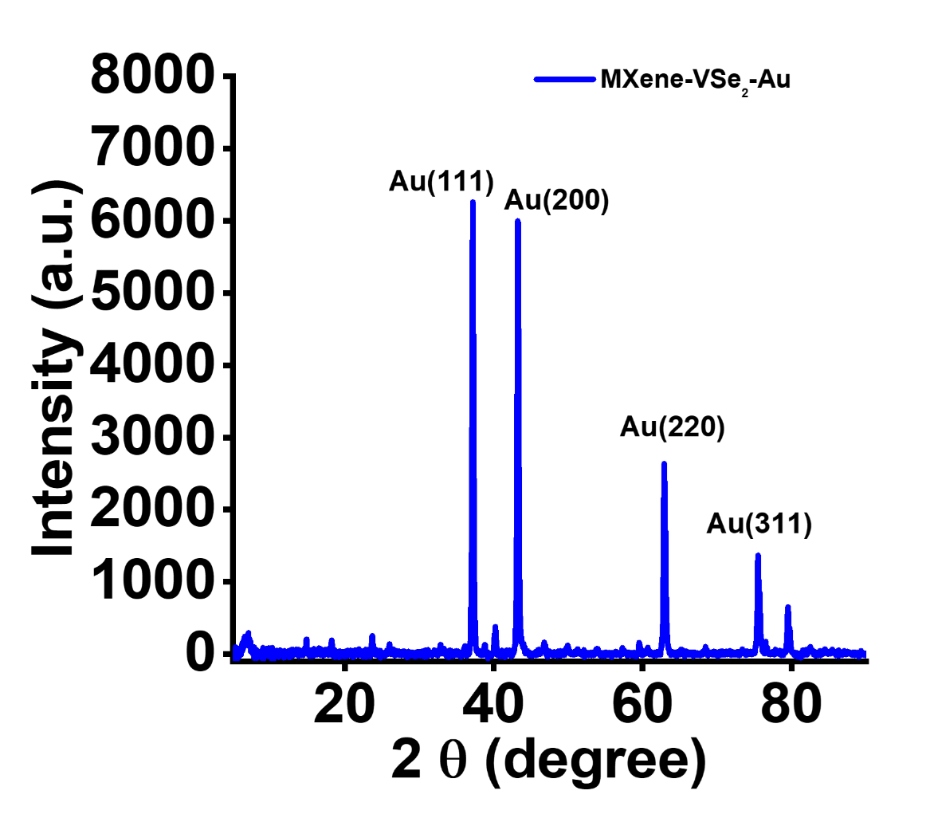 MXene-VSe2-Au
8000
7000
6000
5000
4000
3000
2000
1000
0
Intensity (a.u.)
Au(111)
Au(200)
Au(220)
Au(311)
20 40 60 80
2 θ (degree)